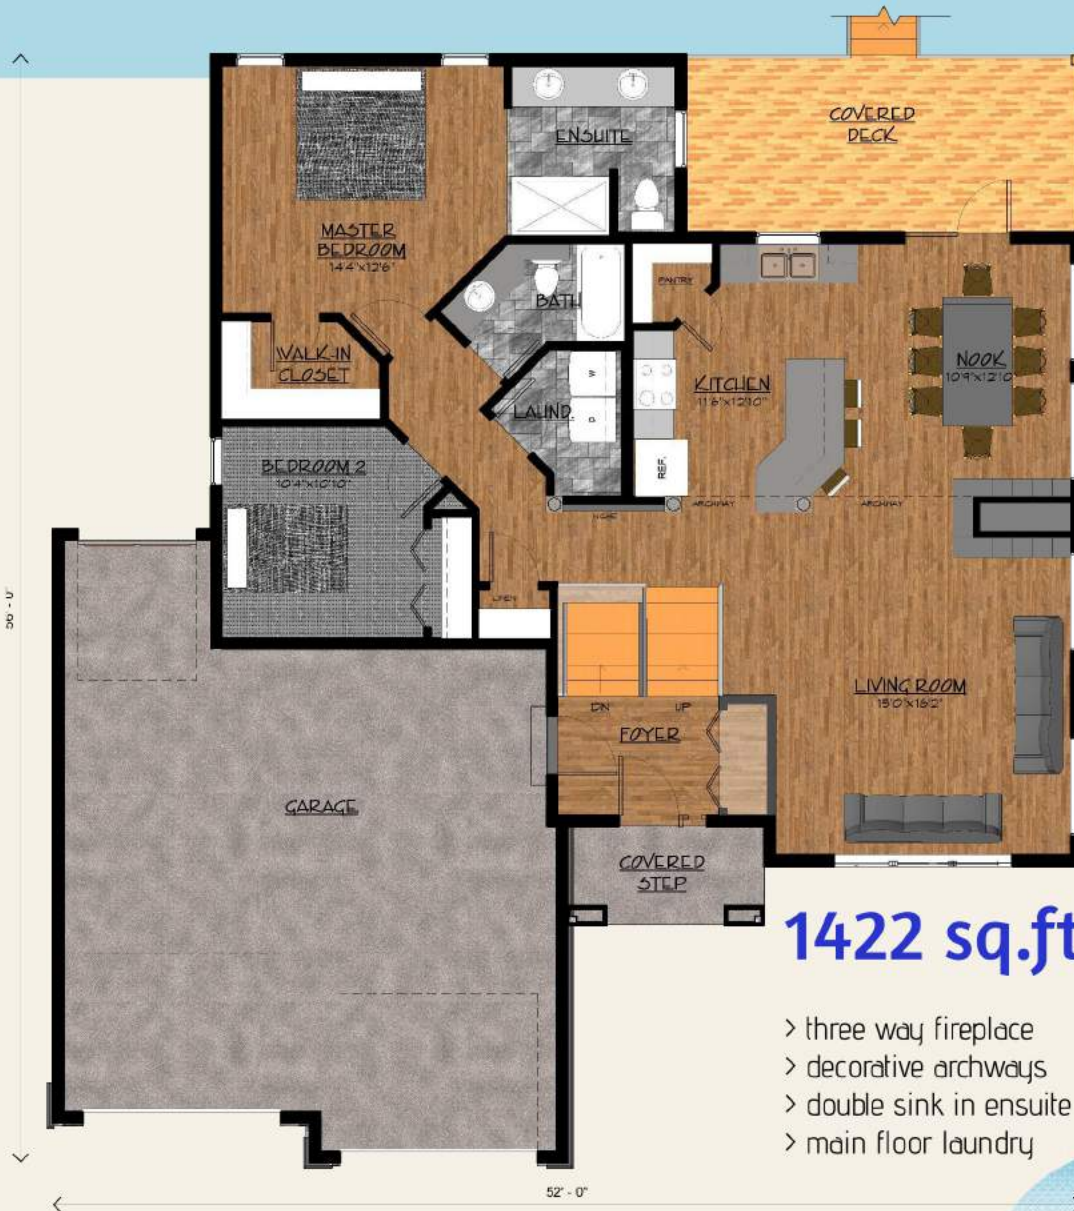 COVERED
DECK
ENSUITE
MASTER
BEDROOM
14'4"x12'6"
BATH
PANTRY
WALK-IN
CLOSET
NOOK
10'9"x12'10"
KITCHEN
11'6"x12'10"
W
LAUND.
D
BEDROOM 2
10'4"x10'10"
REF.
NICHE
ARCHWAY
ARCHWAY
LINEN
56' - 0"
LIVING ROOM
15'0"x16'2"
DN
UP
FOYER
GARAGE
COVERED
STEP
1422 sq.ft
> three way fireplace
> decorative archways
> double sink in ensuite
> main floor laundry
52' - 0"